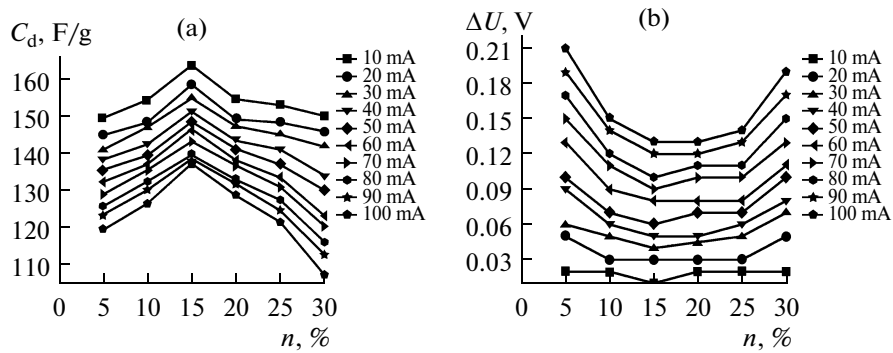 C_d, F/g (a)
160
150
140
130
120
110
0 5 10 15 20 25 30
n, %
10 mA
20 mA
30 mA
40 mA
50 mA
60 mA
70 mA
80 mA
90 mA
100 mA
ΔU, V (b)
0.21
0.18
0.15
0.12
0.09
0.06
0.03
0 5 10 15 20 25 30
n, %
10 mA
20 mA
30 mA
40 mA
50 mA
60 mA
70 mA
80 mA
90 mA
100 mA